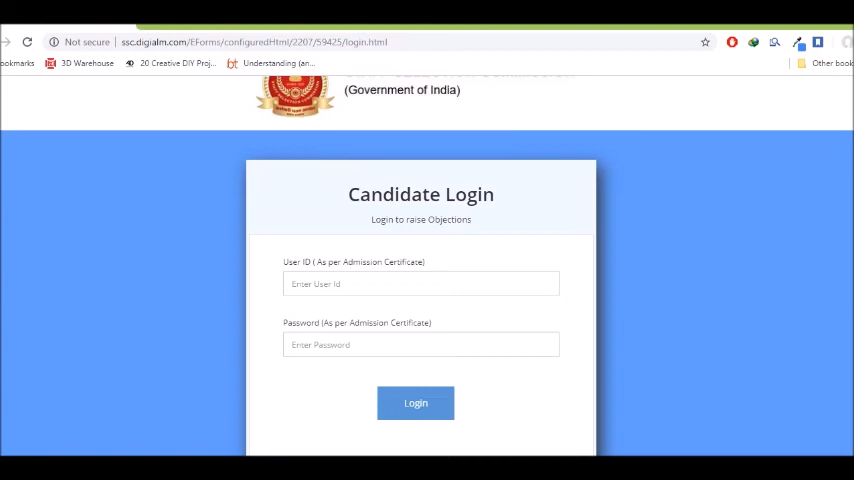 Not secure | ssc.digialm.com/EForms/configuredHtml/2207/59425/login.html
ookmarks 3D Warehouse 20 Creative DIY Proj... Understanding (an... Other book
(Government of India)
Candidate Login
Login to raise Objections
User ID ( As per Admission Certificate)
Enter User Id
Password (As per Admission Certificate)
Enter Password
Login